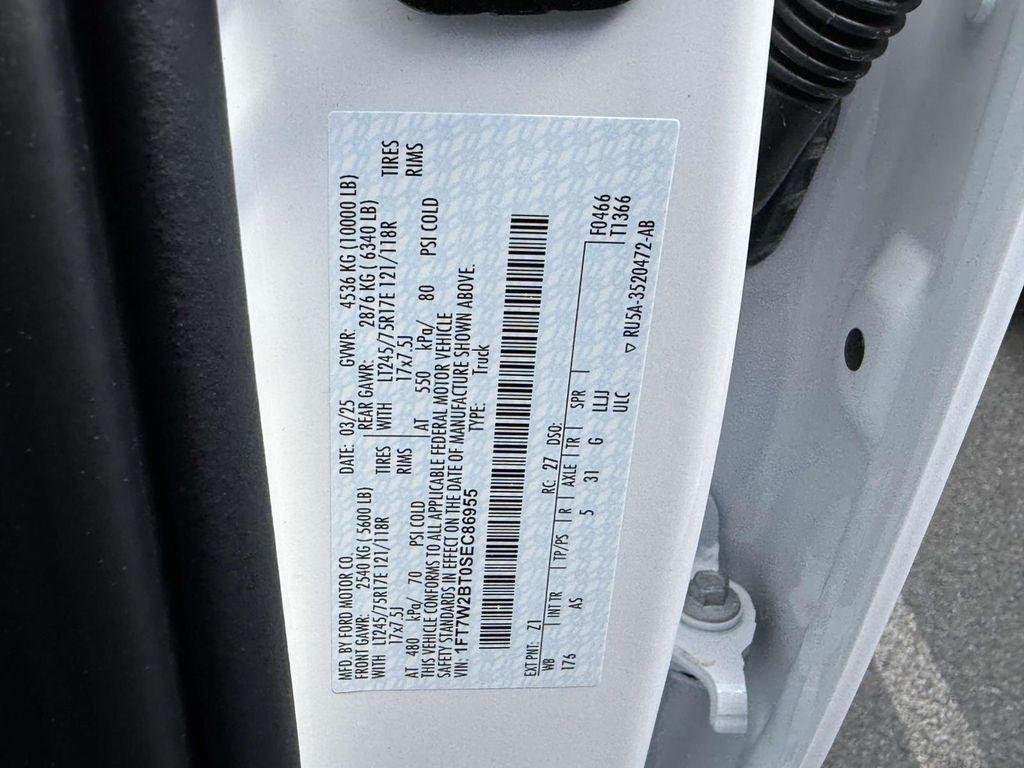 MFD. BY FORD MOTOR CO. DATE: 03/25 GVWR: 4536 KG (10000 LB)
FRONT GAWR: 2540 KG ( 5600 LB) REAR GAWR: 2876 KG ( 6340 LB)
WITH LT245/75R17E 121/118R TIRES WITH LT245/75R17E 121/118R TIRES
17x7.5J RIMS 17x7.5J RIMS
AT 480 kPa/ 70 PSI COLD AT 550 kPa/ 80 PSI COLD
THIS VEHICLE CONFORMS TO ALL APPLICABLE FEDERAL MOTOR VEHICLE
SAFETY STANDARDS IN EFFECT ON THE DATE OF MANUFACTURE SHOWN ABOVE.
VIN: 1FT7W2BT0SEC86955 TYPE: Truck
EXT PNT: Z1 RC: 27 DSO: F0466
WB INT TR TP/PS R AXLE TR SPR T1366
176 AS 5 31 G LLJ
ULC ▽ RU5A-3520472-AB